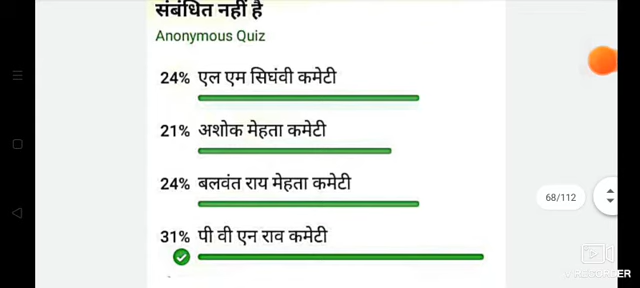 संबंधित नहीं है
Anonymous Quiz
24% एल एम सिघंवी कमेटी
21% अशोक मेहता कमेटी
24% बलवंत राय मेहता कमेटी
31% पी वी एन राव कमेटी
68/112
RECORDER